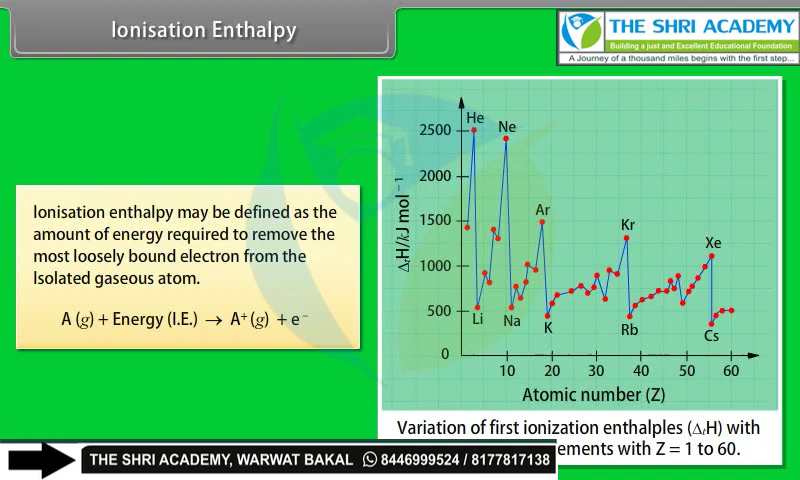 Ionisation Enthalpy
THE SHRI ACADEMY
Building a just and Excellent Educational Foundation
A Journey of a thousand miles begins with the first step...
Ionisation enthalpy may be defined as the
amount of energy required to remove the
most loosely bound electron from the
Isolated gaseous atom.
A (g) + Energy (I.E.) → A⁺ (g) + e⁻
ΔᵢH/kJ mol⁻¹
2500
2000
1500
1000
500
0
He
Ne
Ar
Kr
Xe
Li
Na
K
Rb
Cs
10
20
30
40
50
60
Atomic number (Z)
Variation of first ionization enthalples (ΔᵢH) with
ements with Z = 1 to 60.
THE SHRI ACADEMY, WARWAT BAKAL 8446999524 / 8177817138